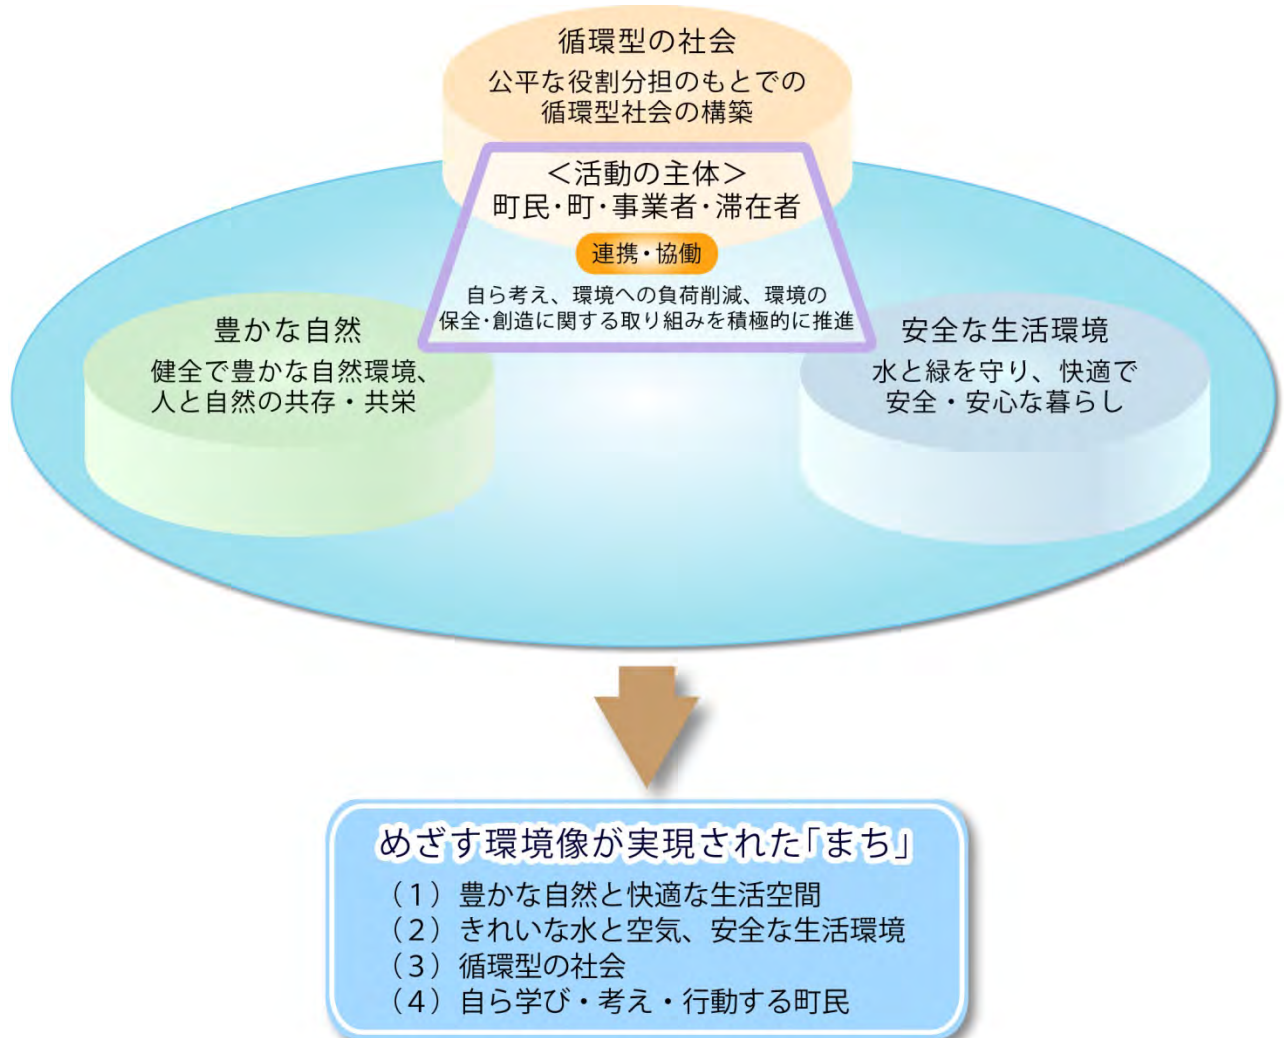 循環型の社会
公平な役割分担のもとでの
循環型社会の構築
＜活動の主体＞
町民・町・事業者・滞在者
連携・協働
自ら考え、環境への負荷削減、環境の
保全・創造に関する取り組みを積極的に推進
豊かな自然
健全で豊かな自然環境、
人と自然の共存・共栄
安全な生活環境
水と緑を守り、快適で
安全・安心な暮らし
めざす環境像が実現された「まち」
（1）豊かな自然と快適な生活空間
（2）きれいな水と空気、安全な生活環境
（3）循環型の社会
（4）自ら学び・考え・行動する町民